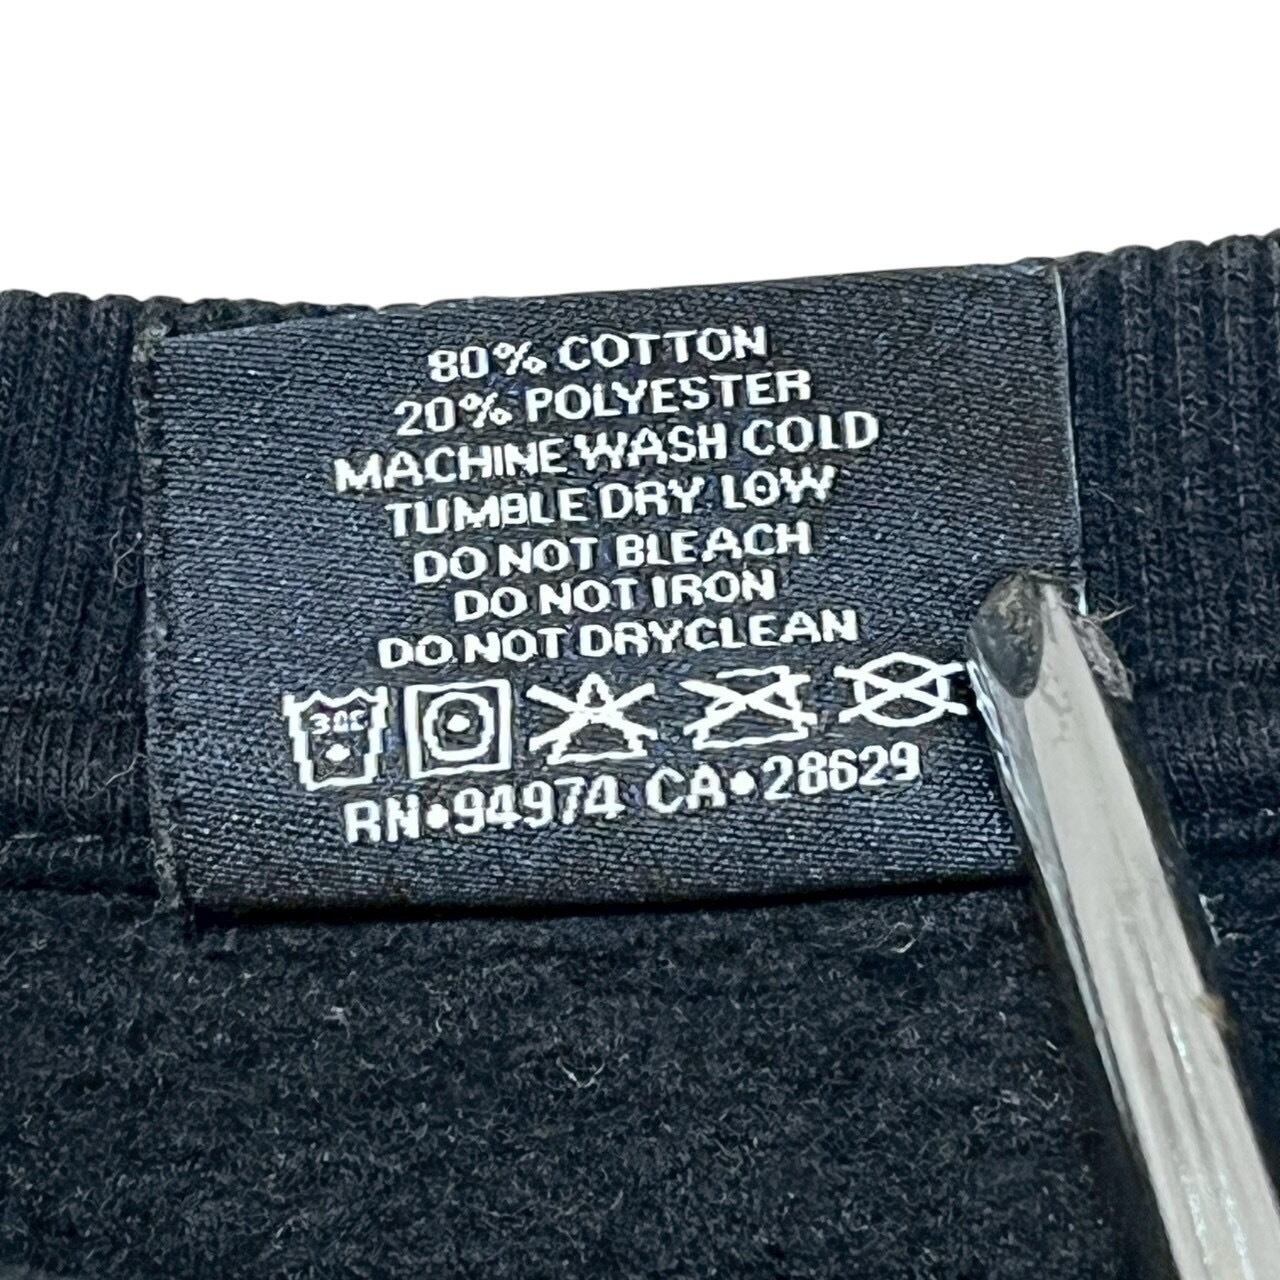 80% COTTON
20% POLYESTER
MACHINE WASH COLD
TUMBLE DRY LOW
DO NOT BLEACH
DO NOT IRON
DO NOT DRYCLEAN
30C
RN•94974 CA•28629